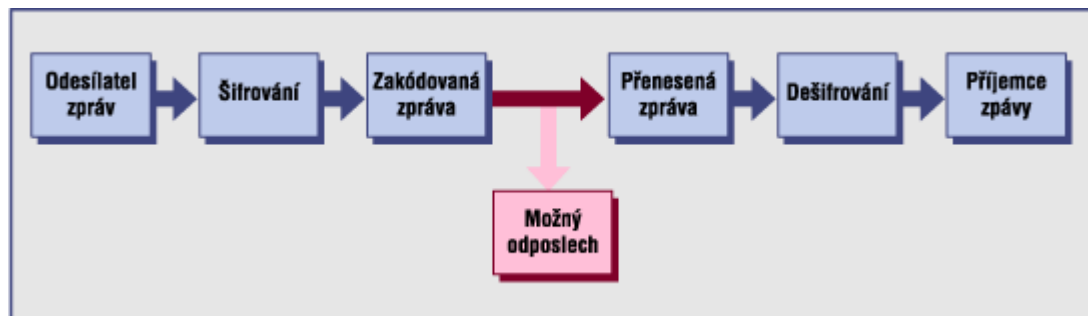 Odesílatel
zpráv
Šifrování
Zakódovaná
zpráva
Přenesená
zpráva
Dešifrování
Příjemce
zpávy
Možný
odposlech